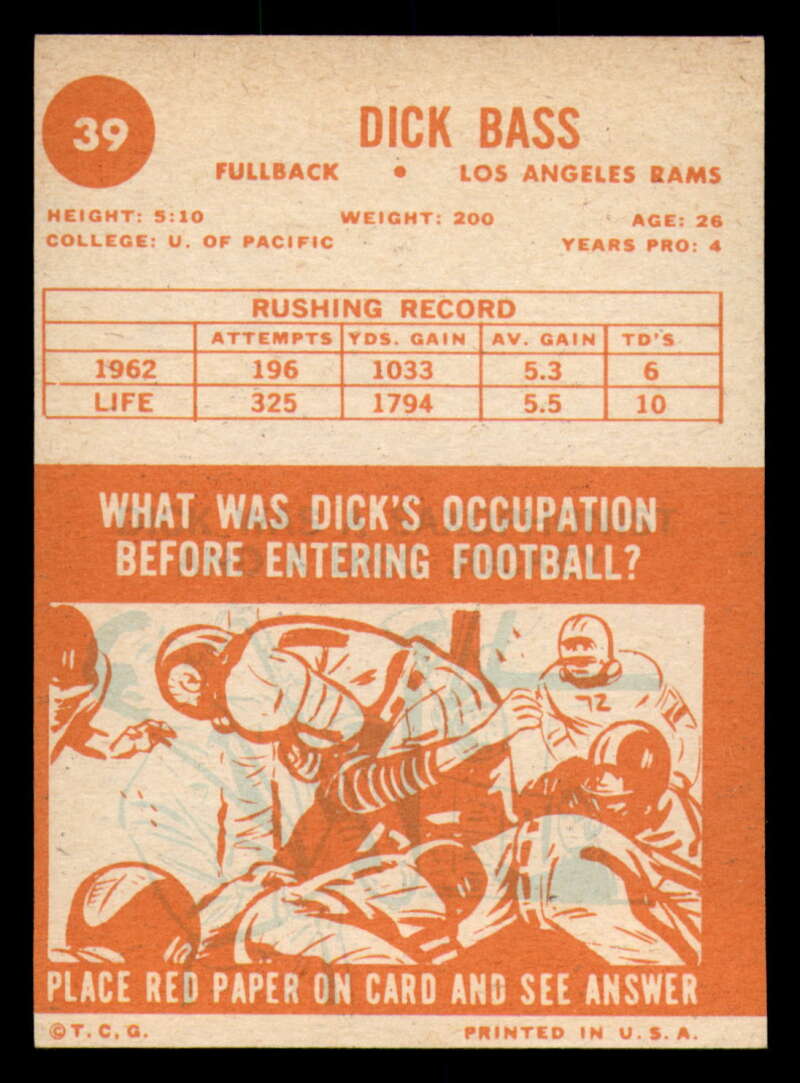 39
DICK BASS
FULLBACK • LOS ANGELES RAMS
HEIGHT: 5:10 WEIGHT: 200 AGE: 26
COLLEGE: U. OF PACIFIC YEARS PRO: 4
RUSHING RECORD
ATTEMPTS YDS. GAIN AV. GAIN TD'S
1962 196 1033 5.3 6
LIFE 325 1794 5.5 10
WHAT WAS DICK'S OCCUPATION
BEFORE ENTERING FOOTBALL?
72
PLACE RED PAPER ON CARD AND SEE ANSWER
©T.C.G. PRINTED IN U.S.A.